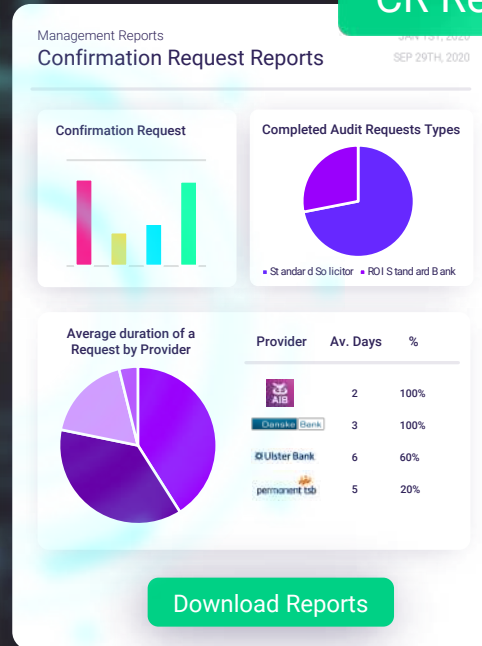 CR Re
Management Reports
JAN 1ST, 2020
Confirmation Request Reports
SEP 29TH, 2020
Confirmation Request
Completed Audit Requests Types
Standard Solicitor ROI Standard Bank
Average duration of a
Request by Provider
Provider Av. Days %
AIB 2 100%
Danske Bank 3 100%
Ulster Bank 6 60%
permanent tsb 5 20%
Download Reports